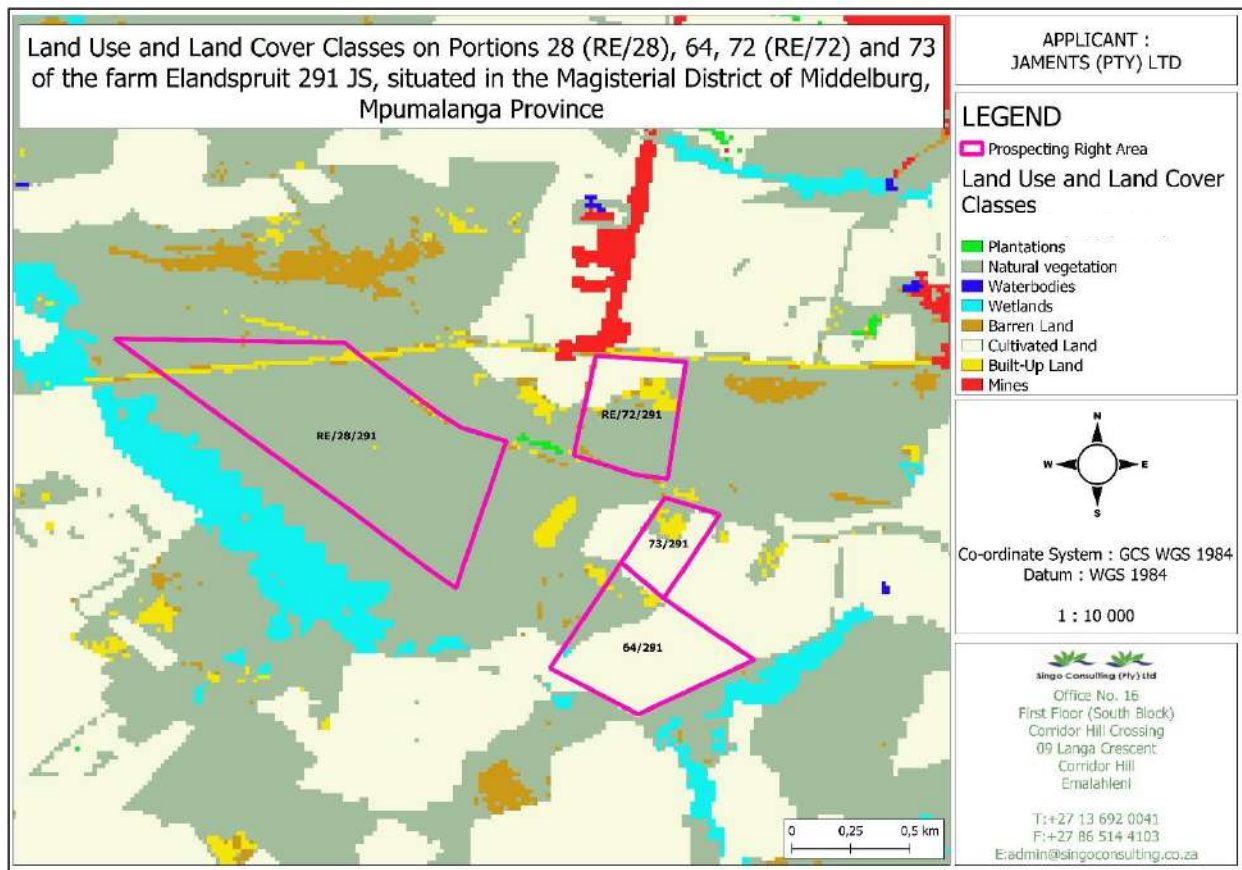 Land Use and Land Cover Classes on Portions 28 (RE/28), 64, 72 (RE/72) and 73
of the farm Elandspruit 291 JS, situated in the Magisterial District of Middelburg,
Mpumalanga Province
RE/28/291
RE/72/291
73/291
64/291
0 0,25 0,5 km
APPLICANT :
JAMENTS (PTY) LTD
LEGEND
Prospecting Right Area
Land Use and Land Cover
Classes
Plantations
Natural vegetation
Waterbodies
Wetlands
Barren Land
Cultivated Land
Built-Up Land
Mines
N
W E
S
Co-ordinate System : GCS WGS 1984
Datum : WGS 1984
1 : 10 000
Singo Consulting (Pty) Ltd
Office No. 16
First Floor (South Block)
Corridor Hill Crossing
09 Langa Crescent
Corridor Hill
Emalahleni
T:+27 13 692 0041
F:+27 86 514 4103
E:admin@singoconsulting.co.za